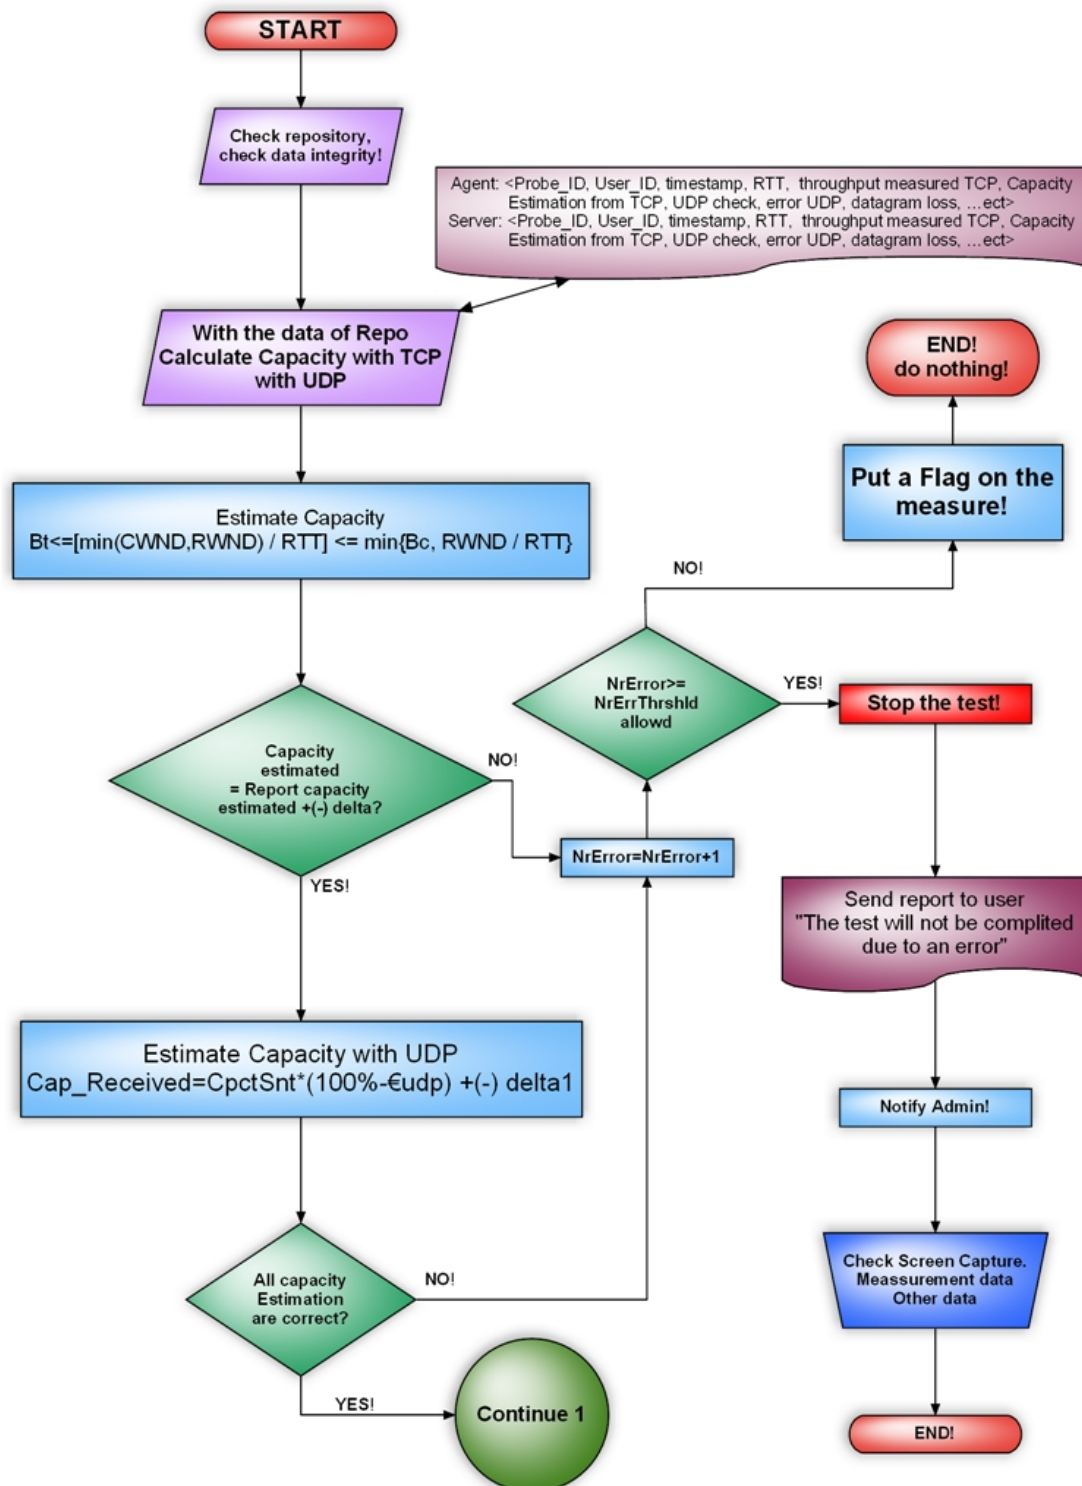 START
Check repository,
check data integrity!
Agent: <Probe_ID, User_ID, timestamp, RTT, throughput measured TCP, Capacity
Estimation from TCP, UDP check, error UDP, datagram loss, ...ect>
Server: <Probe_ID, User_ID, timestamp, RTT, throughput measured TCP, Capacity
Estimation from TCP, UDP check, error UDP, datagram loss, ...ect>
With the data of Repo
Calculate Capacity with TCP
with UDP
END!
do nothing!
Put a Flag on the
measure!
Estimate Capacity
Bt<=[min(CWND,RWND) / RTT] <= min{Bc, RWND / RTT}
NO!
NrError>=
NrErrThrshld
allowd
YES!
Stop the test!
Capacity
estimated
= Report capacity
estimated +(-) delta?
NO!
NrError=NrError+1
YES!
Send report to user
"The test will not be complited
due to an error"
Estimate Capacity with UDP
Cap_Received=CpctSnt*(100%-€udp) +(-) delta1
Notify Admin!
All capacity
Estimation
are correct?
NO!
Check Screen Capture.
Meassurement data
Other data
YES!
Continue 1
END!